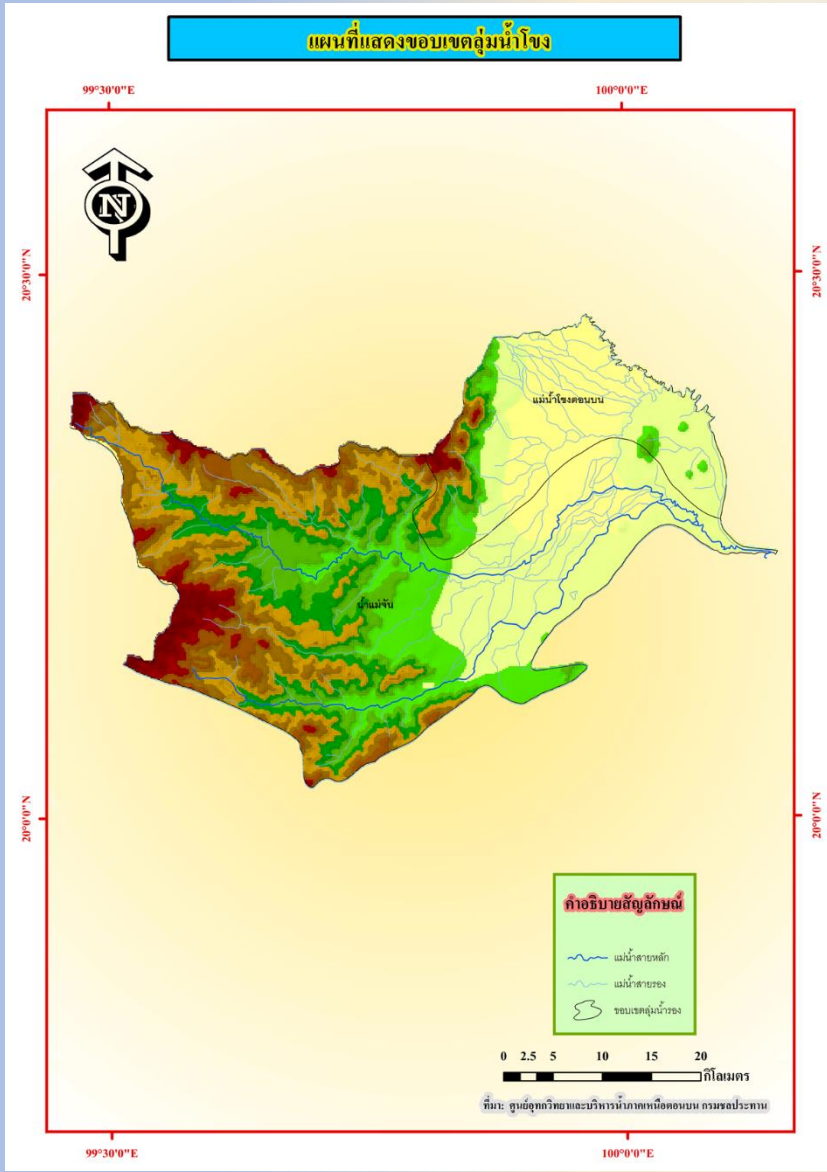 แผนที่แสดงขอบเขตลุ่มน้ำโขง
99°30'0"E
100°0'0"E
N
20°30'0"N
20°30'0"N
แม่น้ำโขงตอนบน
น้ำแม่จัน
20°0'0"N
20°0'0"N
คำอธิบายสัญลักษณ์
แม่น้ำสายหลัก
แม่น้ำสายรอง
ขอบเขตลุ่มน้ำรอง
0 2.5 5 10 15 20
กิโลเมตร
ที่มา: ศูนย์อุทกวิทยาและบริหารน้ำภาคเหนือตอนบน กรมชลประทาน
99°30'0"E
100°0'0"E